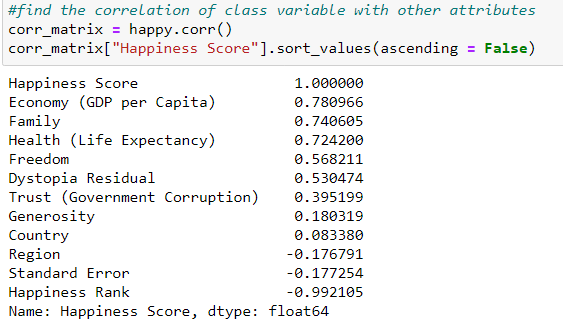 #find the correlation of class variable with other attributes
corr_matrix = happy.corr()
corr_matrix["Happiness Score"].sort_values(ascending = False)
Happiness Score 1.000000
Economy (GDP per Capita) 0.780966
Family 0.740605
Health (Life Expectancy) 0.724200
Freedom 0.568211
Dystopia Residual 0.530474
Trust (Government Corruption) 0.395199
Generosity 0.180319
Country 0.083380
Region -0.176791
Standard Error -0.177254
Happiness Rank -0.992105
Name: Happiness Score, dtype: float64